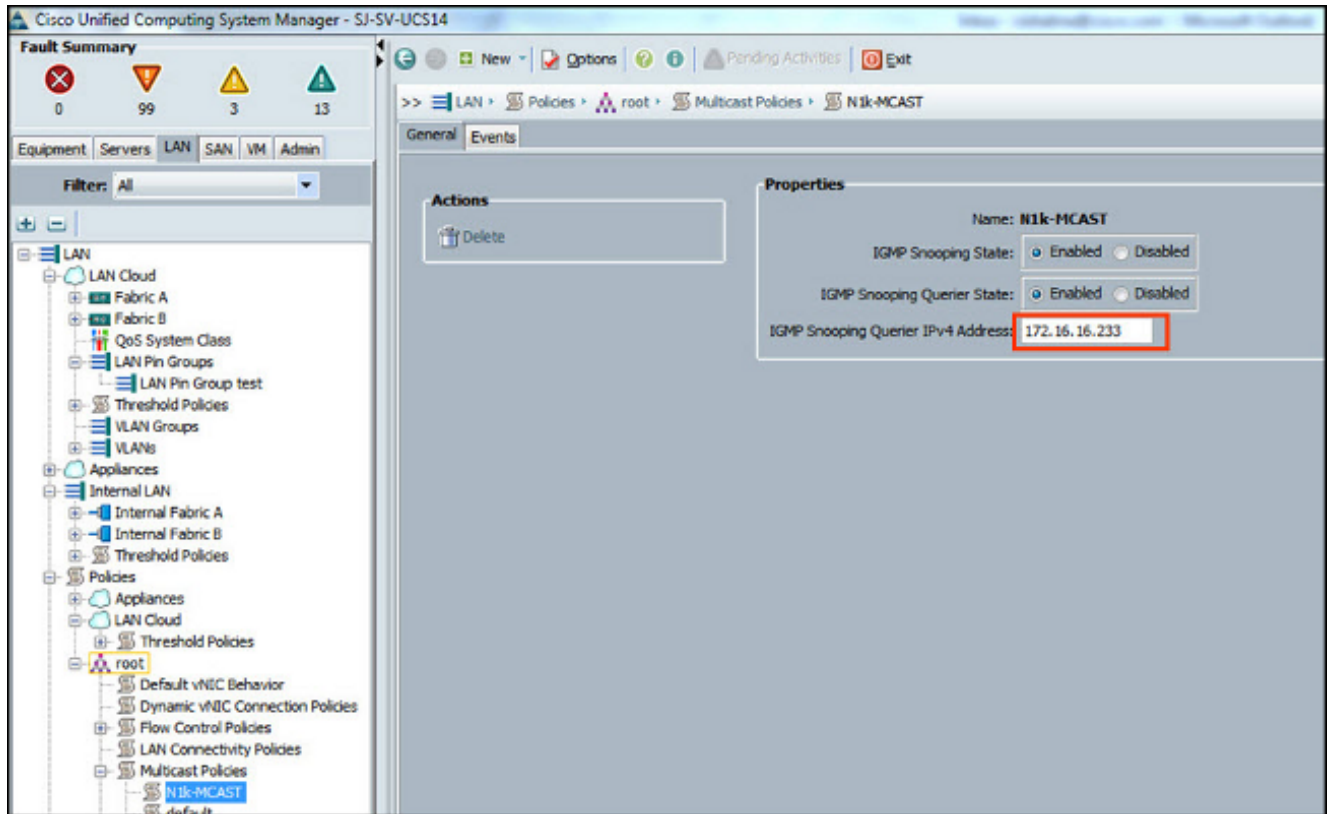 Cisco Unified Computing System Manager - SJ-SV-UCS14
Fault Summary
0 99 3 13
New Options Pending Activities Exit
>> LAN Policies root Multicast Policies N1k-MCAST
Equipment Servers LAN SAN VM Admin
Filter: All
LAN
LAN Cloud
Fabric A
Fabric B
QoS System Class
LAN Pin Groups
LAN Pin Group test
Threshold Policies
VLAN Groups
VLANs
Appliances
Internal LAN
Internal Fabric A
Internal Fabric B
Threshold Policies
Policies
Appliances
LAN Cloud
Threshold Policies
root
Default vNIC Behavior
Dynamic vNIC Connection Policies
Flow Control Policies
LAN Connectivity Policies
Multicast Policies
N1k-MCAST
default
General Events
Actions
Delete
Properties
Name: N1k-MCAST
IGMP Snooping State: Enabled Disabled
IGMP Snooping Querier State: Enabled Disabled
IGMP Snooping Querier IPv4 Address: 172.16.16.233